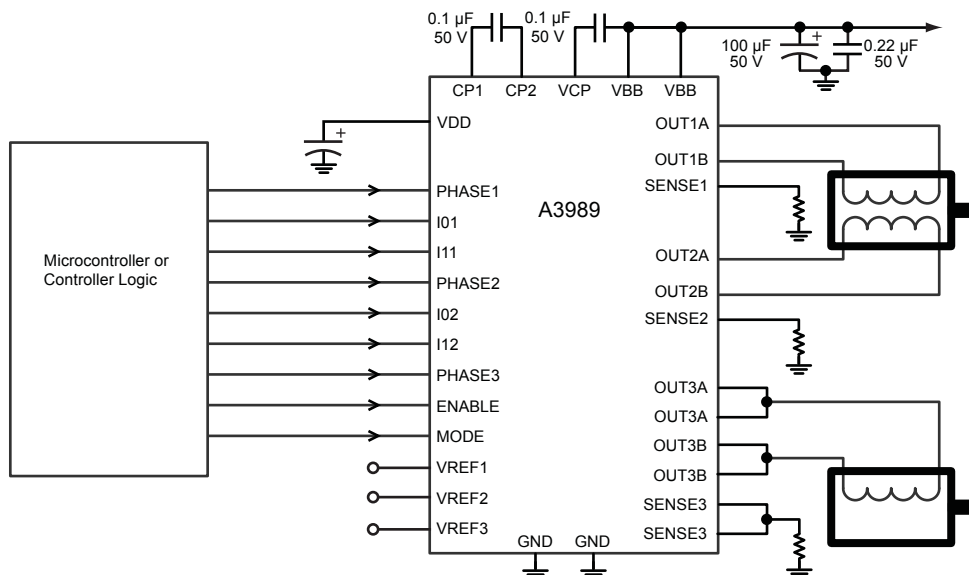 0.1 µF
50 V
0.1 µF
50 V
100 µF
50 V
+
0.22 µF
50 V
CP1
CP2
VCP
VBB
VBB
+
VDD
OUT1A
OUT1B
SENSE1
PHASE1
A3989
I01
Microcontroller or
Controller Logic
I11
OUT2A
PHASE2
OUT2B
I02
SENSE2
I12
PHASE3
OUT3A
ENABLE
OUT3A
MODE
OUT3B
VREF1
OUT3B
VREF2
SENSE3
VREF3
SENSE3
GND
GND